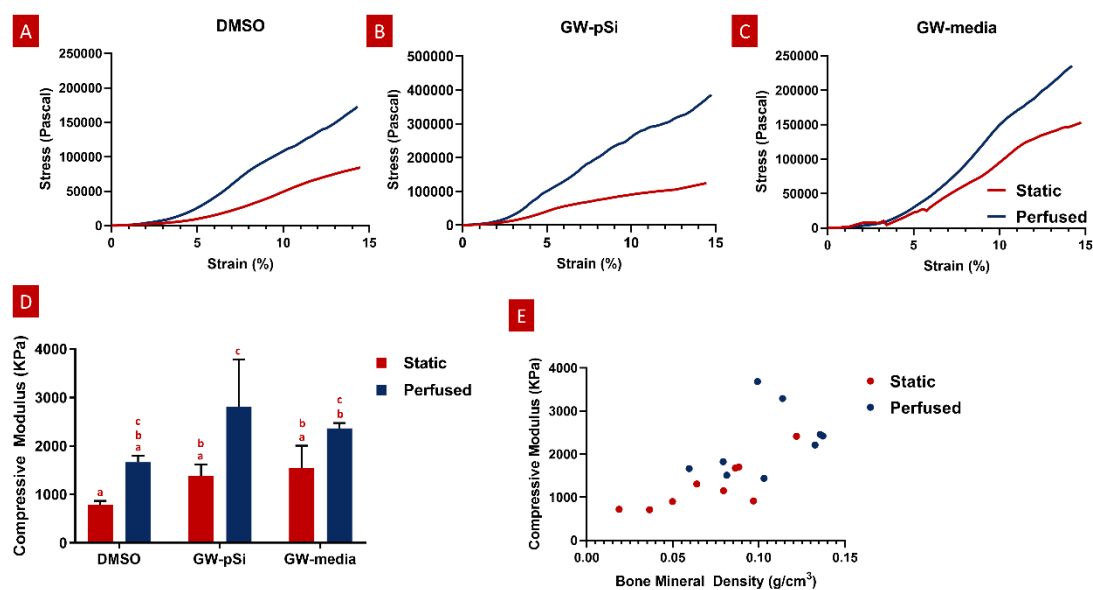 A
DMSO
250000
200000
150000
100000
50000
0
Stress (Pascal)
0 5 10 15
Strain (%)
B
GW-pSi
500000
400000
300000
200000
100000
0
Stress (Pascal)
0 5 10 15
Strain (%)
C
GW-media
250000
200000
150000
100000
50000
0
Stress (Pascal)
0 5 10 15
Strain (%)
Static
Perfused
D
4000
3000
2000
1000
0
Compressive Modulus (KPa)
a
c
b
a
b
a
c
b
a
c
b
DMSO GW-pSi GW-media
Static
Perfused
E
4000
3000
2000
1000
0
Compressive Modulus (KPa)
0.00 0.05 0.10 0.15
Bone Mineral Density (g/cm³)
Static
Perfused